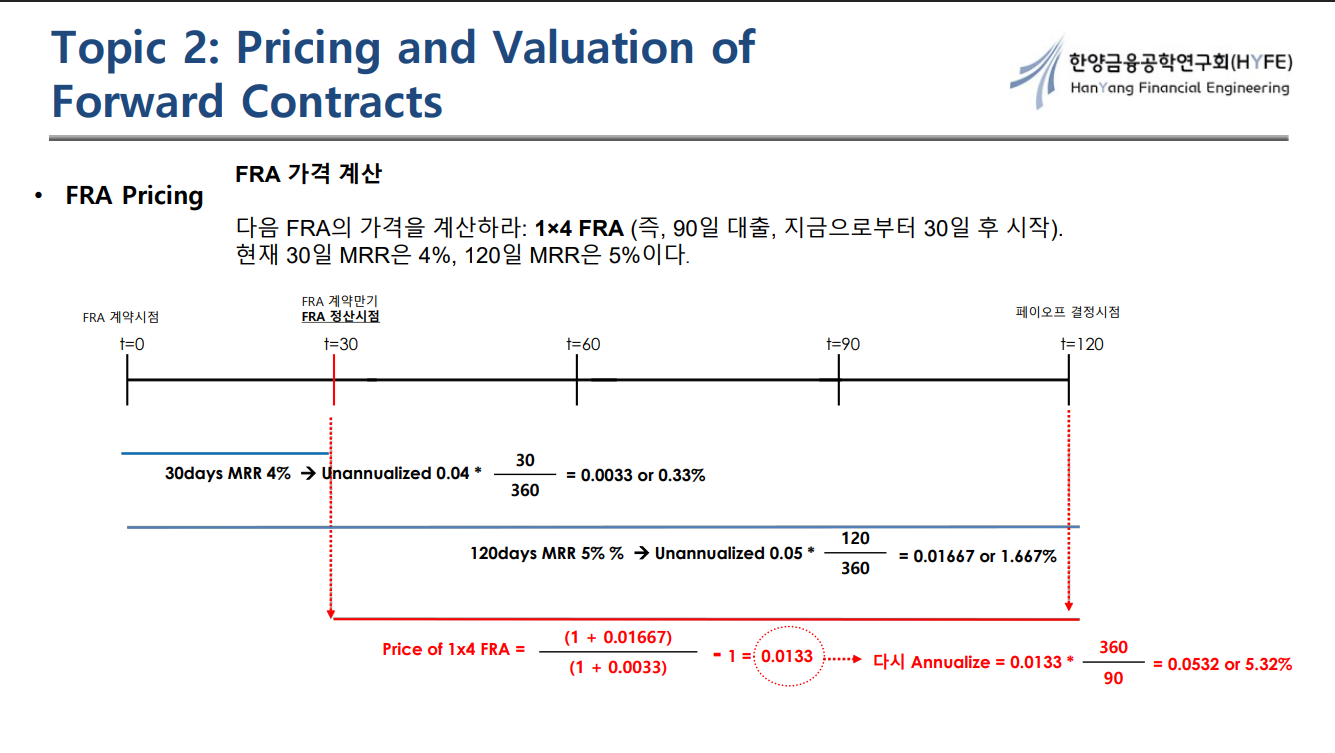 Topic 2: Pricing and Valuation of
Forward Contracts
한양금융공학연구회(HYFE)
HanYang Financial Engineering
• FRA Pricing
FRA 가격 계산
다음 FRA의 가격을 계산하라: 1×4 FRA (즉, 90일 대출, 지금으로부터 30일 후 시작).
현재 30일 MRR은 4%, 120일 MRR은 5%이다.
FRA 계약시점
FRA 계약만기
FRA 정산시점
페이오프 결정시점
t=0
t=30
t=60
t=90
t=120
30days MRR 4% → Unannualized 0.04 * 30/360 = 0.0033 or 0.33%
120days MRR 5% % → Unannualized 0.05 * 120/360 = 0.01667 or 1.667%
Price of 1x4 FRA = (1 + 0.01667)/(1 + 0.0033) - 1 = 0.0133
다시 Annualize = 0.0133 * 360/90 = 0.0532 or 5.32%